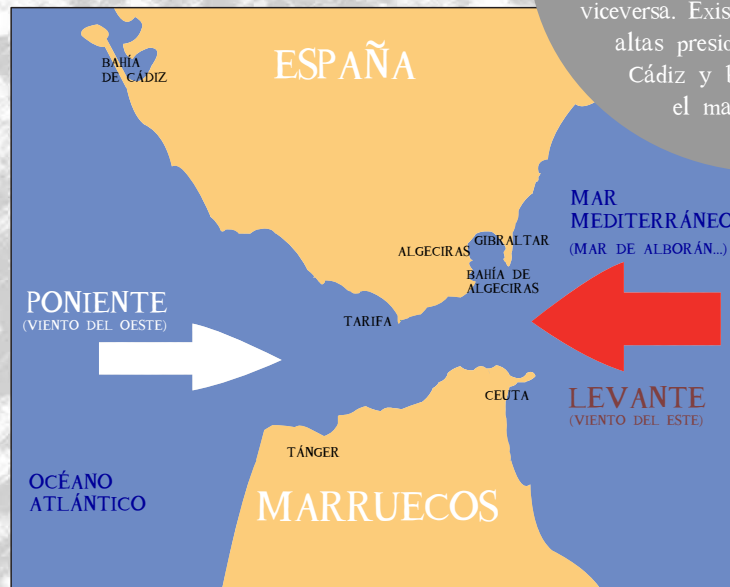 viceversa. Exis
altas presio
Cádiz y
el ma
BAHÍA
DE CÁDIZ
ESPAÑA
MAR
MEDITERRÁNEO
(MAR DE ALBORÁN...)
ALGECIRAS
GIBRALTAR
BAHÍA DE
ALGECIRAS
PONIENTE
(VIENTO DEL OESTE)
TARIFA
LEVANTE
(VIENTO DEL ESTE)
CEUTA
TÁNGER
OCÉANO
ATLÁNTICO
MARRUECOS